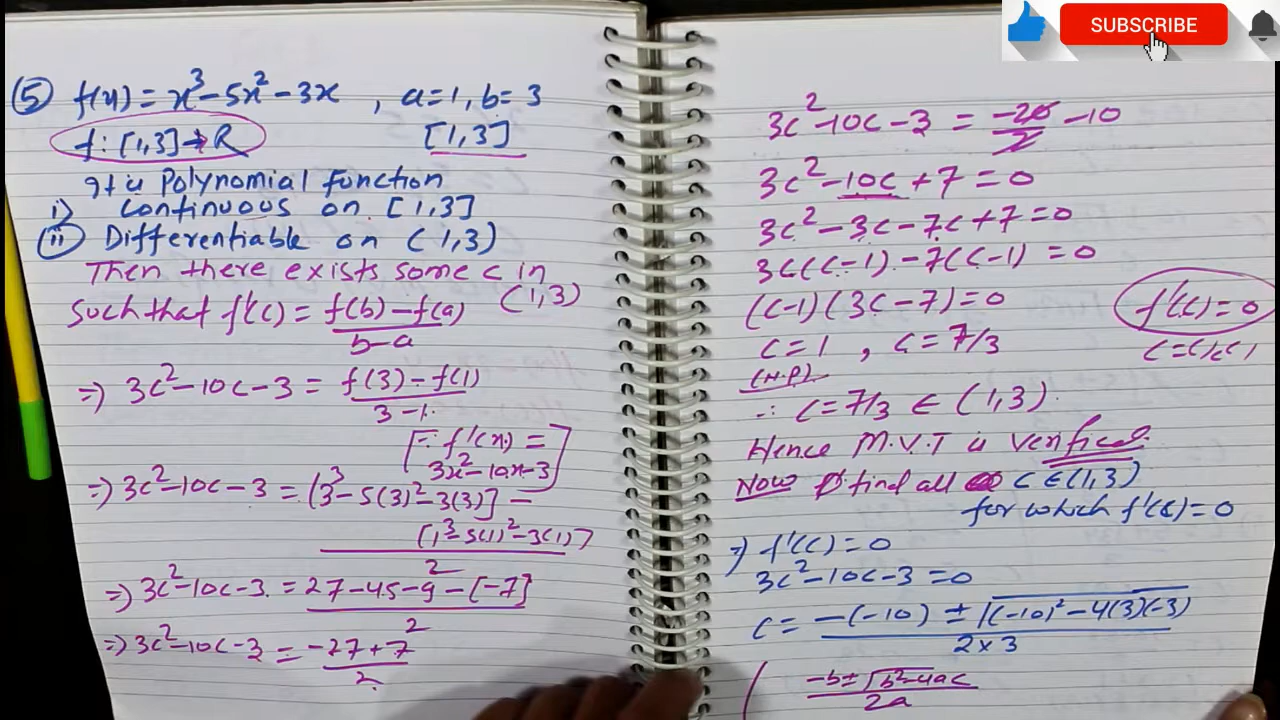 ⑤ f(x) = x³-5x²-3x , a=1, b=3
f: [1,3]→R [1,3]
It is Polynomial function
i) continuous on [1,3]
(ii) Differentiable on (1,3)
Then there exists some c in
(1,3)
such that f'(c) = f(b)-f(a) / b-a
⇒) 3c²-10c-3 = f(3)-f(1) / 3-1
[∵ f'(x) =
3x²-10x-3]
⇒) 3c²-10c-3 = (3³-5(3)²-3(3)] -
[1³-5(1)²-3(1)] / 2
⇒) 3c²-10c-3 = 27-45-9-[-7] / 2
⇒) 3c²-10c-3 = -27+7 / 2
SUBSCRIBE
3c²-10c-3 = -20 / 2 -10
3c²-10c+7=0
3c²-3c-7c+7=0
3c(c-1)-7(c-1)=0
(c-1)(3c-7)=0
c=1 , c=7/3
(N.P)
∴ c=7/3 ∈ (1,3)
Hence M.V.T is verified.
Now find all c∈(1,3)
for which f'(c)=0
⇒) f'(c)=0
3c²-10c-3=0
c = -(-10) ± √(-10)²-4(3)(-3) / 2×3
-b±√b²-4ac / 2a
f'(c)=0